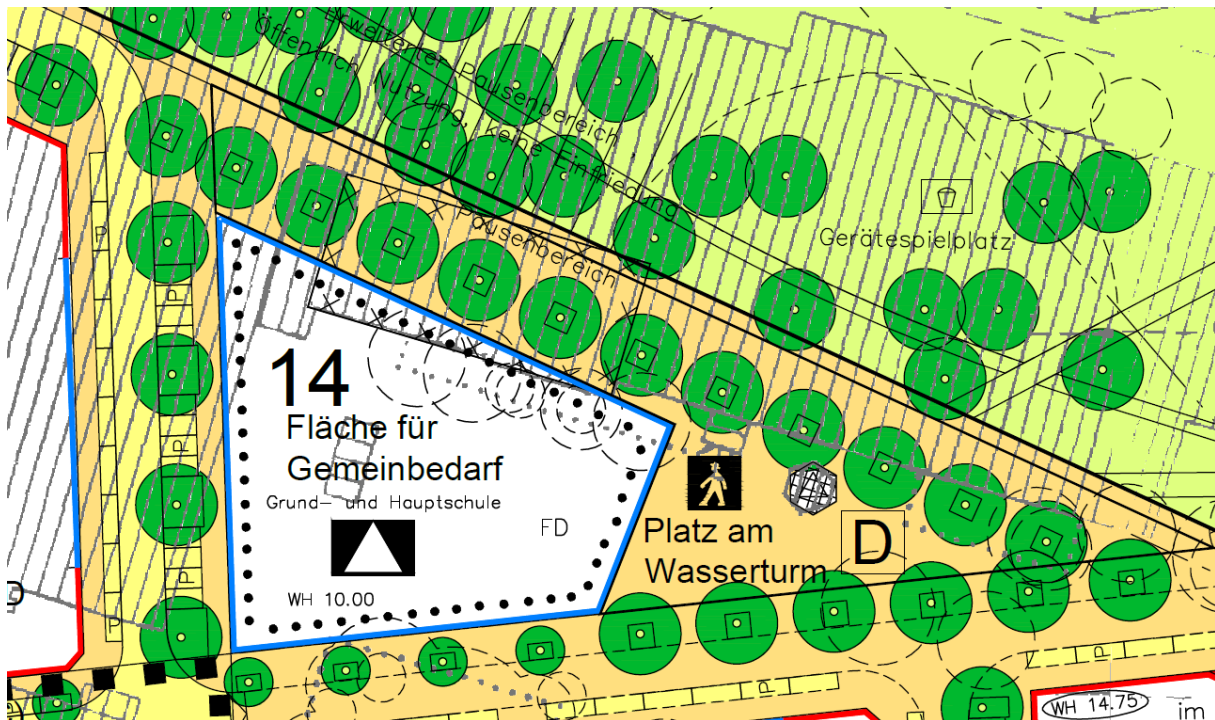 Erweiterter Pausenbereich
Öffentlich Nutzung, keine Einfriedung
Pausenbereich
Gerätespielplatz
P
P
P
P
P
P
P
14
Fläche für
Gemeinbedarf
Grund- und Hauptschule
FD
WH 10.00
Platz am
Wasserturm
D
D
P
P
P
WH 14.75
im